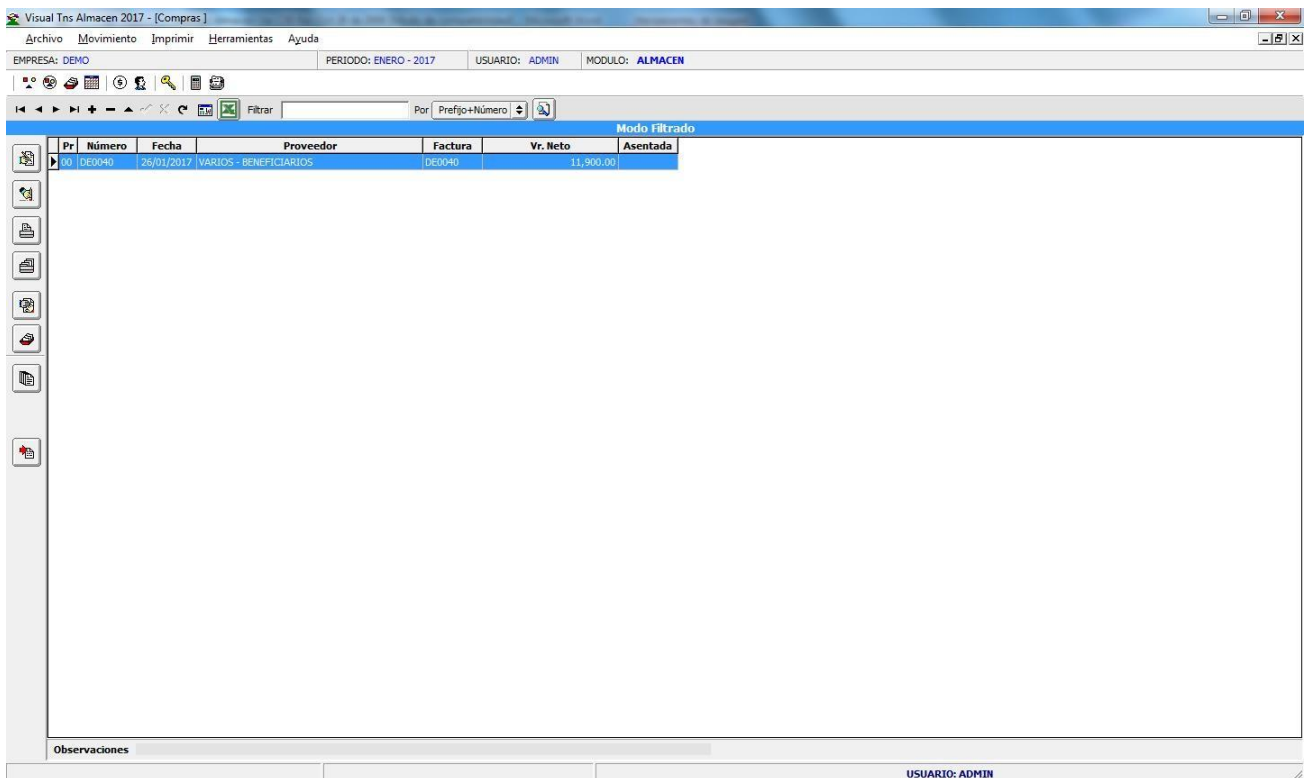 Visual Tns Almacen 2017 - [Compras ]
Archivo Movimiento Imprimir Herramientas Ayuda
EMPRESA: DEMO PERIODO: ENERO - 2017 USUARIO: ADMIN MODULO: ALMACEN
Filtrar Por Prefijo+Número
Modo Filtrado
Pr Número Fecha Proveedor Factura Vr. Neto Asentada
00 DE0040 26/01/2017 VARIOS - BENEFICIARIOS DE0040 11,900.00
Observaciones
USUARIO: ADMIN